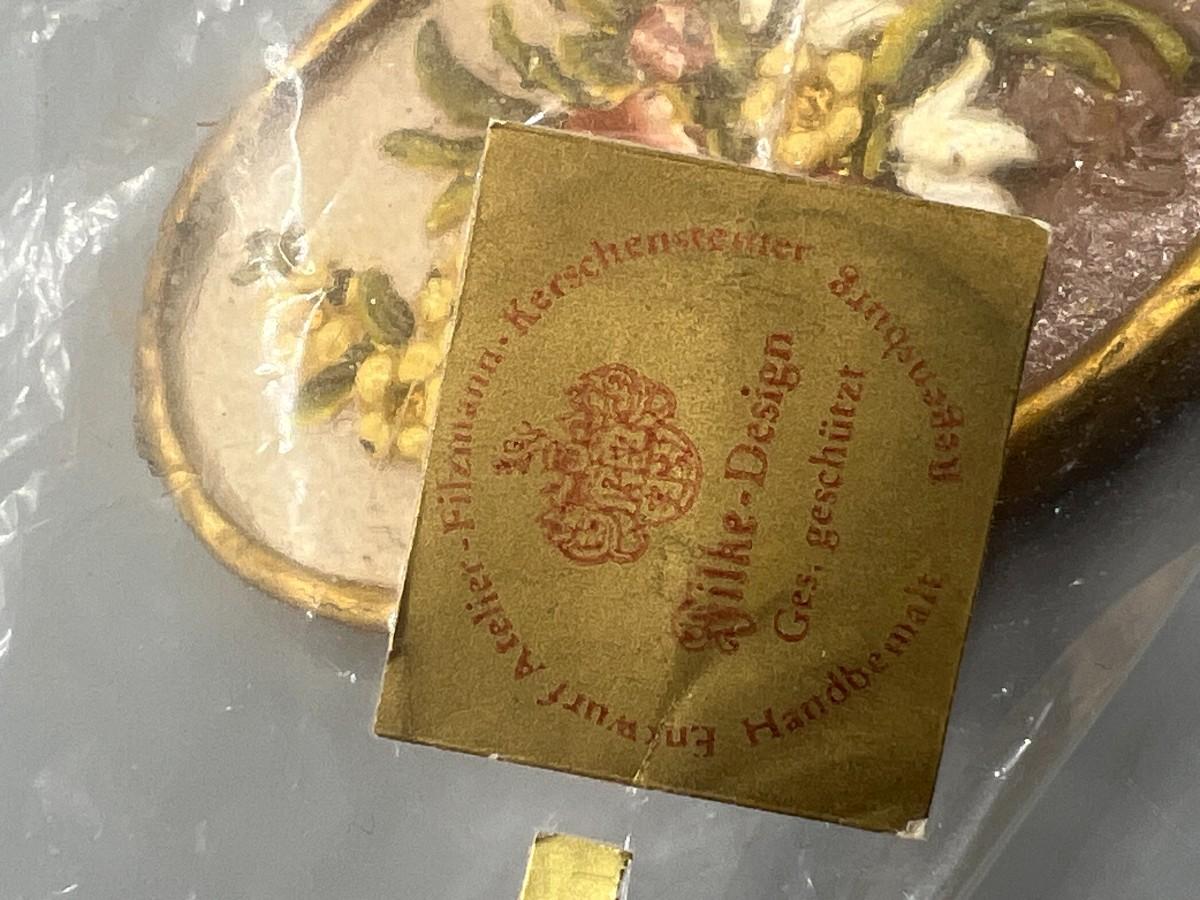 Entwurf Atelier-Filzmann. Kerschensteiner Regensburg
Wilke-Design
Ges. geschützt
Handbemalt